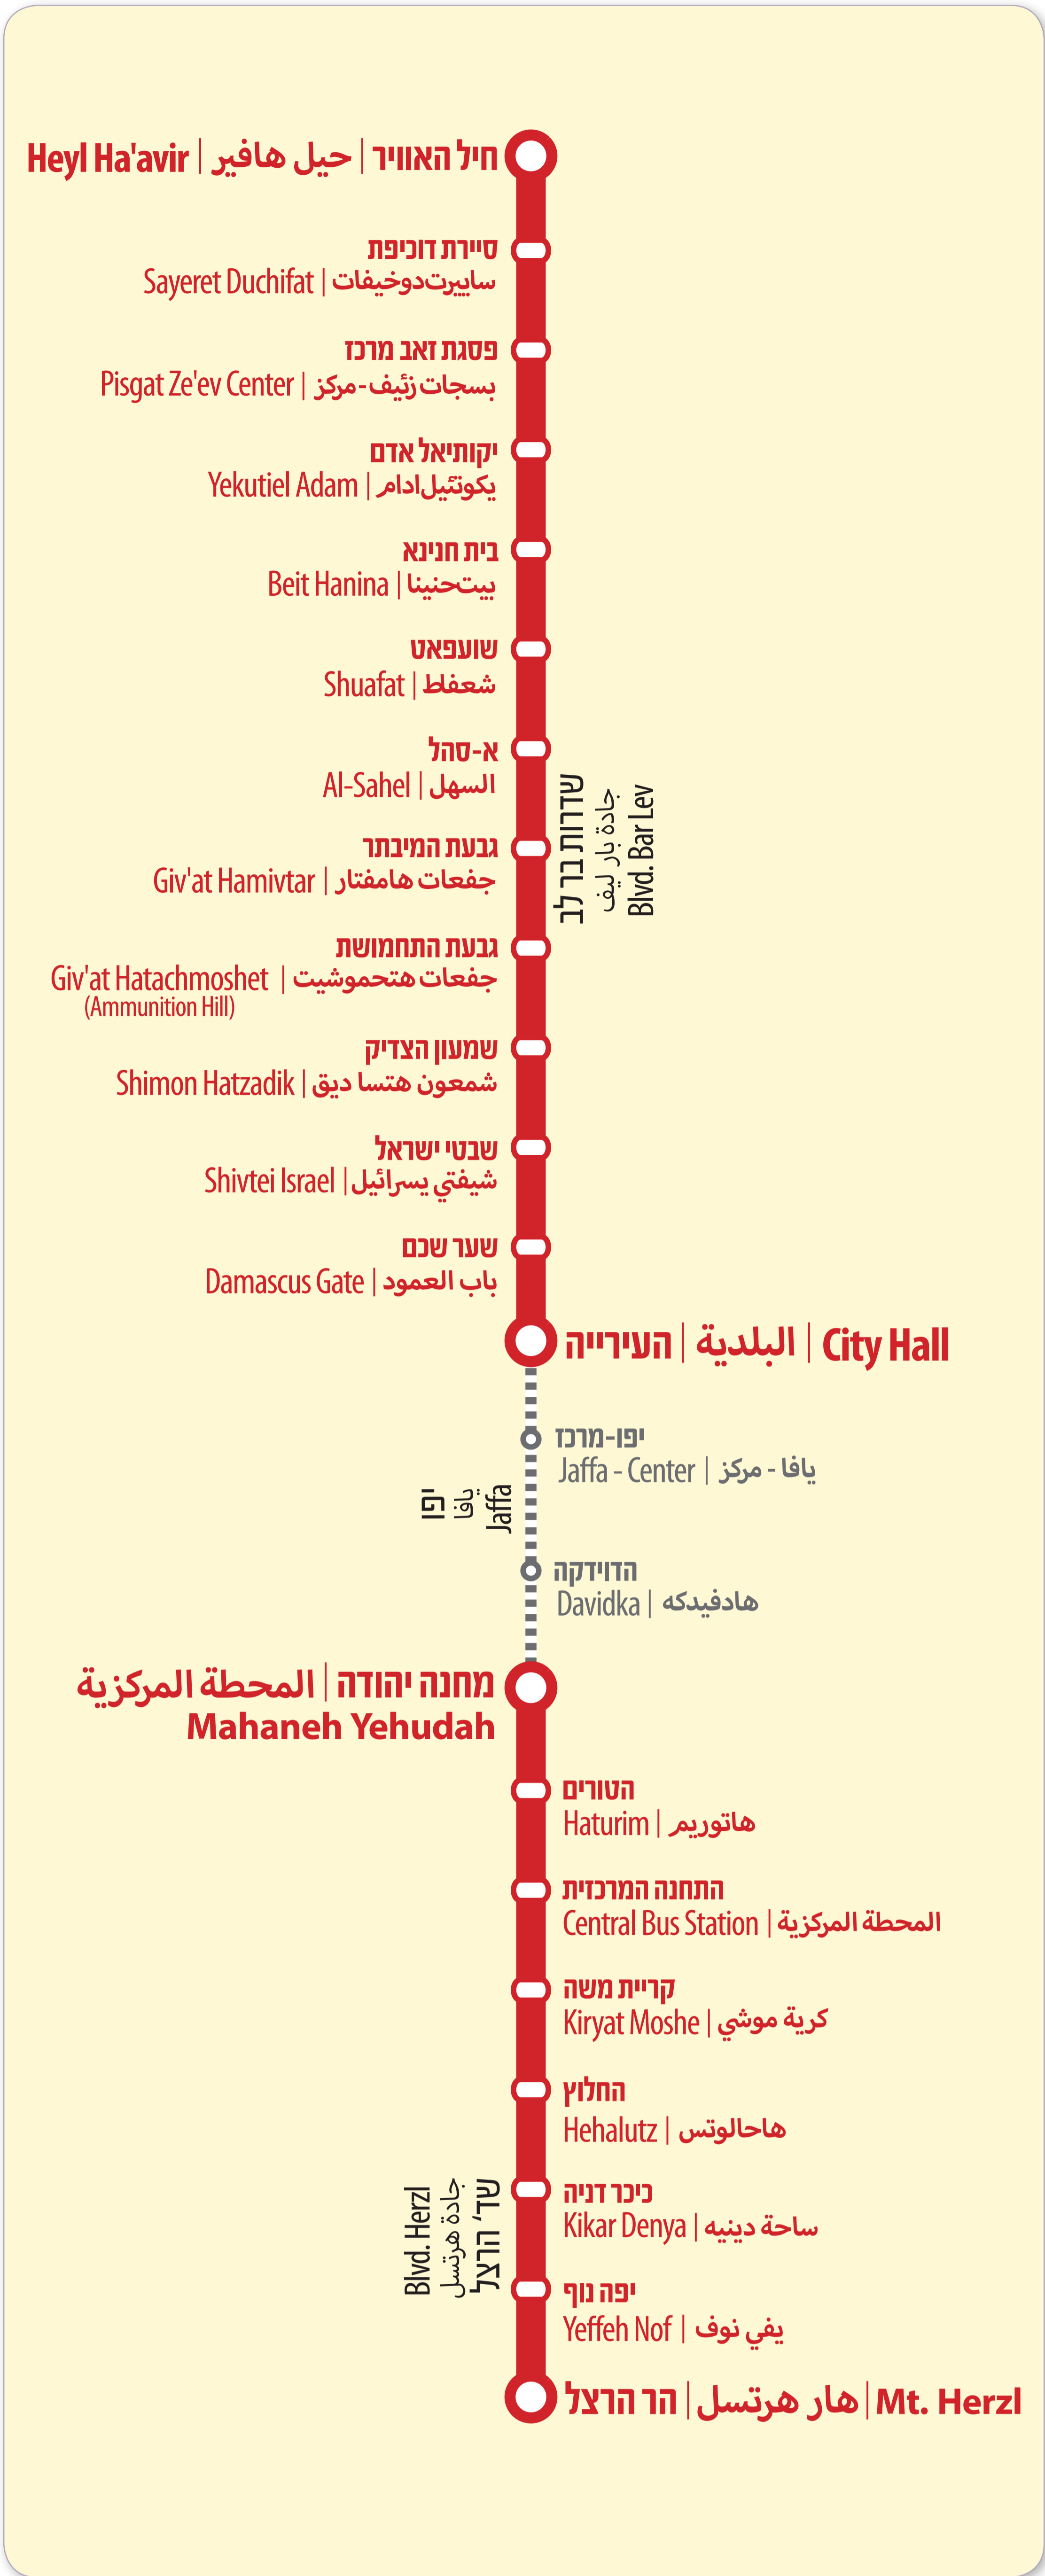 Heyl Ha'avir | حيل هافير | חיל האוויר
סיירת דוכיפת
Sayeret Duchifat | ساييرت دوخيفات
פסגת זאב מרכז
Pisgat Ze'ev Center | بسجات زئيف - مركز
יקותיאל אדם
Yekutiel Adam | يكوتئيل ادام
בית חנינא
Beit Hanina | بيت حنينا
שועפאט
Shuafat | شعفاط
א-סהל
Al-Sahel | السهل
גבעת המיבתר
Giv'at Hamivtar | جفعات هامفتار
שדרות בר לב
جادة بار ليف
Blvd. Bar Lev
גבעת התחמושת
Giv'at Hatachmoshet | جفعات هتحموشيت
(Ammunition Hill)
שמעון הצדיק
Shimon Hatzadik | شمعون هتسا ديق
שבטי ישראל
Shivtei Israel | شيفتي يسرائيل
שער שכם
Damascus Gate | باب العمود
העירייה | البلدية | City Hall
יפו-מרכז
Jaffa - Center | يافا - مركز
יפו
يافا
Jaffa
הדוידקה
Davidka | هادفيدكه
מחנה יהודה | المحطة المركزية
Mahaneh Yehudah
הטורים
Haturim | هاتوريم
התחנה המרכזית
Central Bus Station | المحطة المركزية
קריית משה
Kiryat Moshe | كرية موشي
החלוץ
Hehalutz | هاحالوتس
כיכר דניה
Kikar Denya | ساحة دينيه
Blvd. Herzl
جادة هرتسل
שד' הרצל
יפה נוף
Yeffeh Nof | يفي نوف
הר הרצל | هار هرتسل | Mt. Herzl